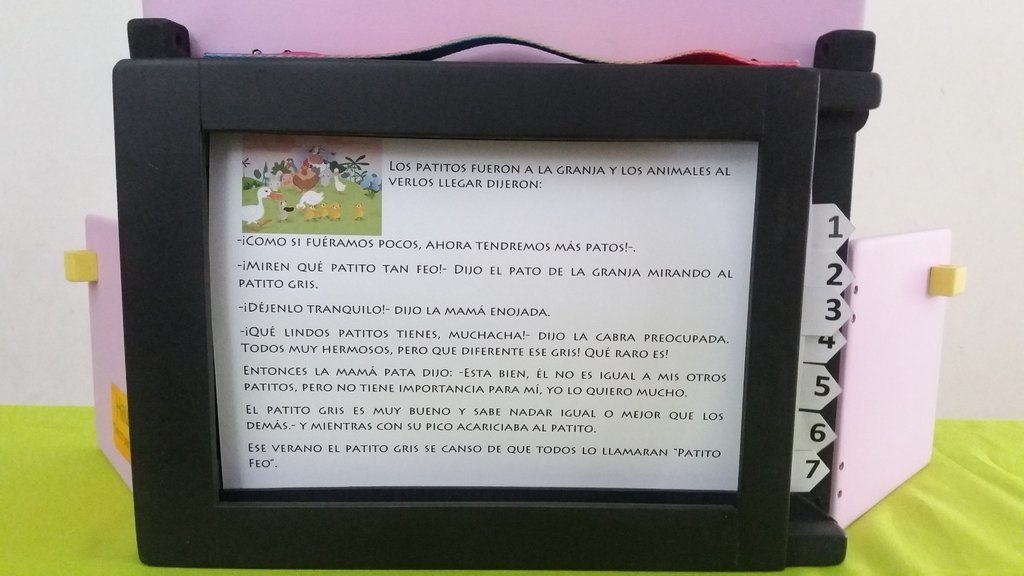 Los patitos fueron a la granja y los animales al
verlos llegar dijeron:
-¡Como si fuéramos pocos, ahora tendremos más patos!-.
-¡Miren qué patito tan feo!- Dijo el pato de la granja mirando al
patito gris.
-¡Déjenlo tranquilo!- dijo la mamá enojada.
-¡Qué lindos patitos tienes, muchacha!- dijo la cabra preocupada.
Todos muy hermosos, pero que diferente ese gris! Qué raro es!
Entonces la mamá pata dijo: -Esta bien, él no es igual a mis otros
patitos, pero no tiene importancia para mí, yo lo quiero mucho.
El patito gris es muy bueno y sabe nadar igual o mejor que los
demás.- Y mientras con su pico acariciaba al patito.
Ese verano el patito gris se canso de que todos lo llamaran "Patito
Feo".
1
2
3
4
5
6
7